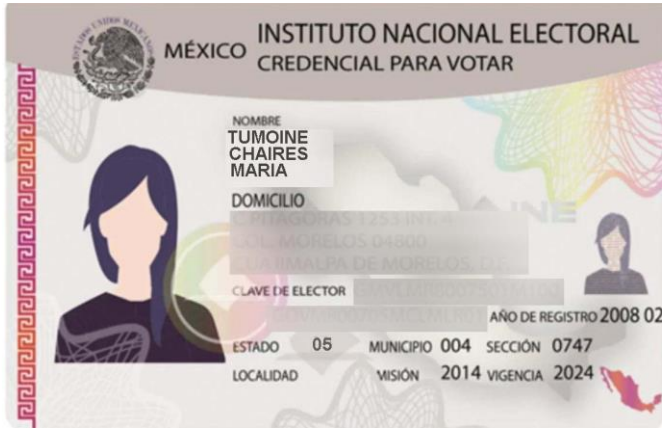 MÉXICO
INSTITUTO NACIONAL ELECTORAL
CREDENCIAL PARA VOTAR
NOMBRE
TUMOINE
CHAIRES
MARIA
DOMICILIO
INE
CLAVE DE ELECTOR
AÑO DE REGISTRO 2008 02
ESTADO 05 MUNICIPIO 004 SECCIÓN 0747
LOCALIDAD MISIÓN 2014 VIGENCIA 2024